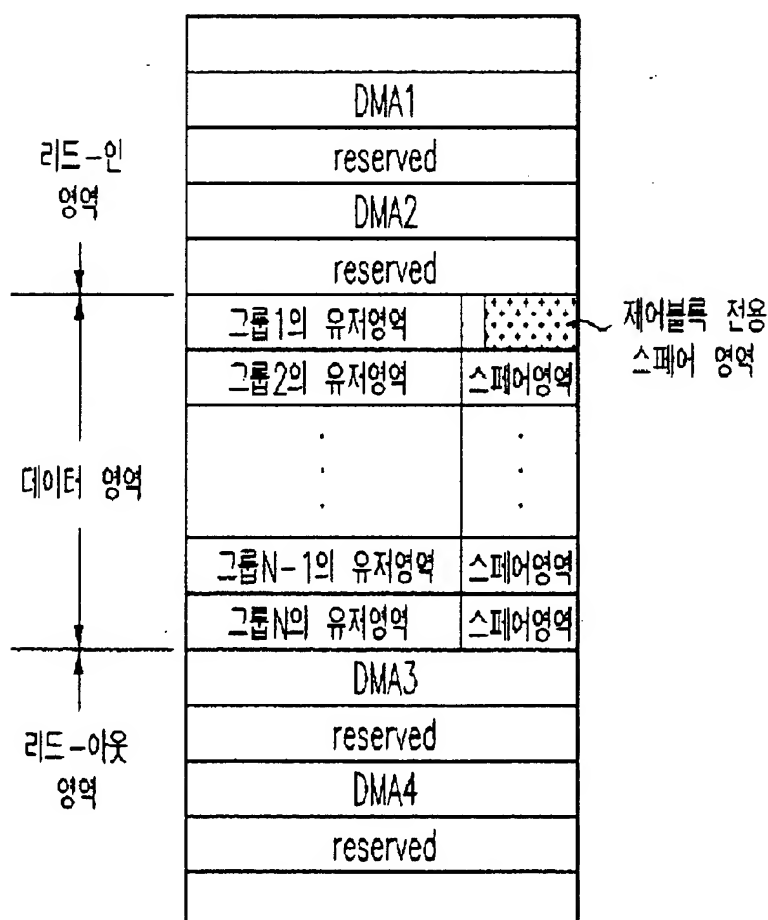 DMA1
reserved
리드-인
영역
DMA2
reserved
그룹1의 유저영역
제어블록 전용
스페어 영역
그룹2의 유저영역 스페어영역
데이터 영역
그룹N-1의 유저영역 스페어영역
그룹N의 유저영역 스페어영역
DMA3
reserved
리드-아웃
영역
DMA4
reserved